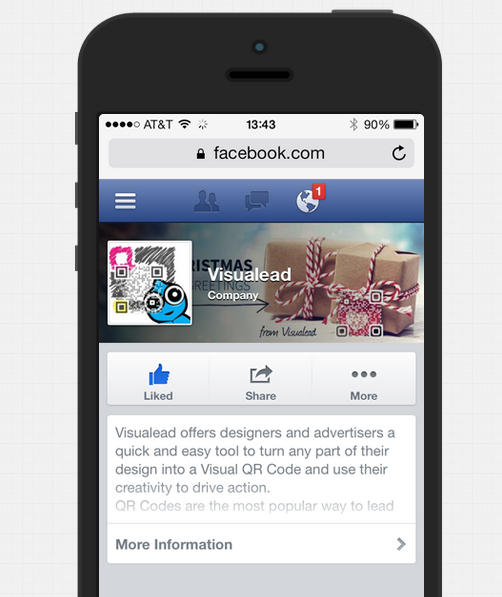 AT&T 13:43 90%
facebook.com
1
RISTMAS
Visualead
GREETINGS
Company
from Visualead
Liked Share More
Visualead offers designers and advertisers a
quick and easy tool to turn any part of their
design into a Visual QR Code and use their
creativity to drive action.
QR Codes are the most popular way to lead
More Information